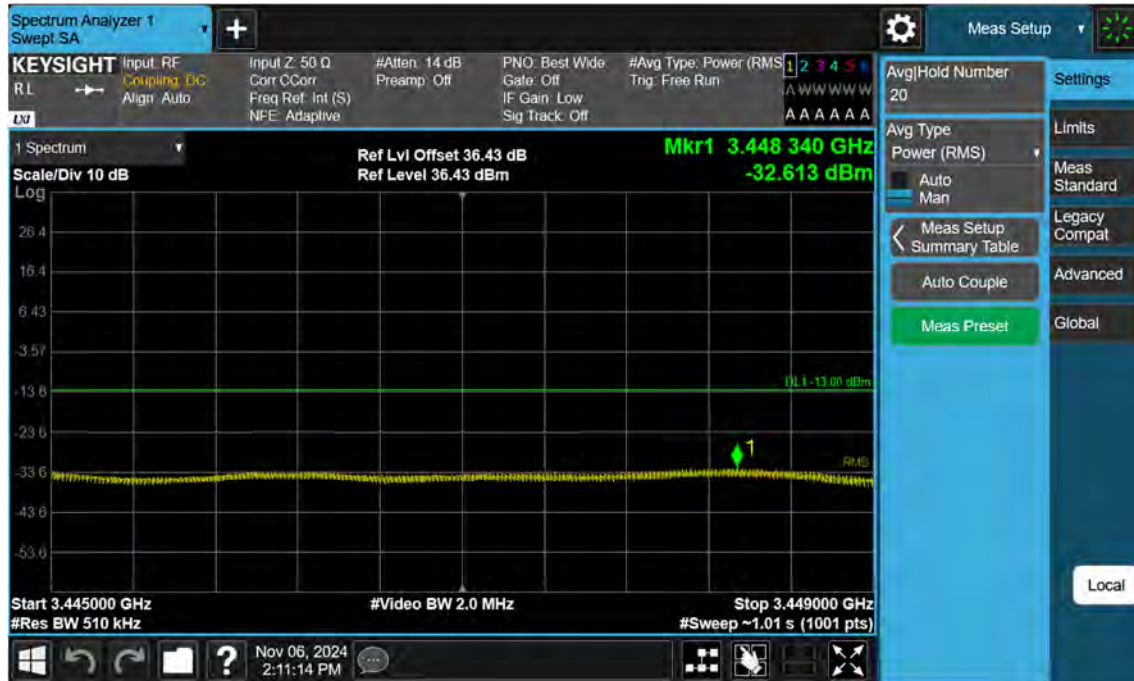 Spectrum Analyzer 1
Swept SA
Meas Setup
KEYSIGHT
RL
LXI
Input: RF
Coupling: DC
Align: Auto
Input Z: 50 Ω
Corr CCorr
Freq Ref: Int (S)
NFE: Adaptive
#Atten: 14 dB
Preamp: Off
PNO: Best Wide
Gate: Off
IF Gain: Low
Sig Track: Off
#Avg Type: Power (RMS
Trig: Free Run
1 2 3 4 5 6
A W W W W W
A A A A A A
1 Spectrum
Scale/Div 10 dB
Log
Ref Lvl Offset 36.43 dB
Ref Level 36.43 dBm
Mkr1 3.448 340 GHz
-32.613 dBm
26.4
16.4
6.43
-3.57
-13.6
DL1 -13.00 dBm
-23.6
1
-33.6
RMS
-43.6
-53.6
Start 3.445000 GHz
#Res BW 510 kHz
#Video BW 2.0 MHz
Stop 3.449000 GHz
#Sweep ~1.01 s (1001 pts)
Avg|Hold Number
20
Avg Type
Power (RMS)
Auto
Man
Meas Setup
Summary Table
Auto Couple
Meas Preset
Settings
Limits
Meas
Standard
Legacy
Compat
Advanced
Global
Local
?
Nov 06, 2024
2:11:14 PM